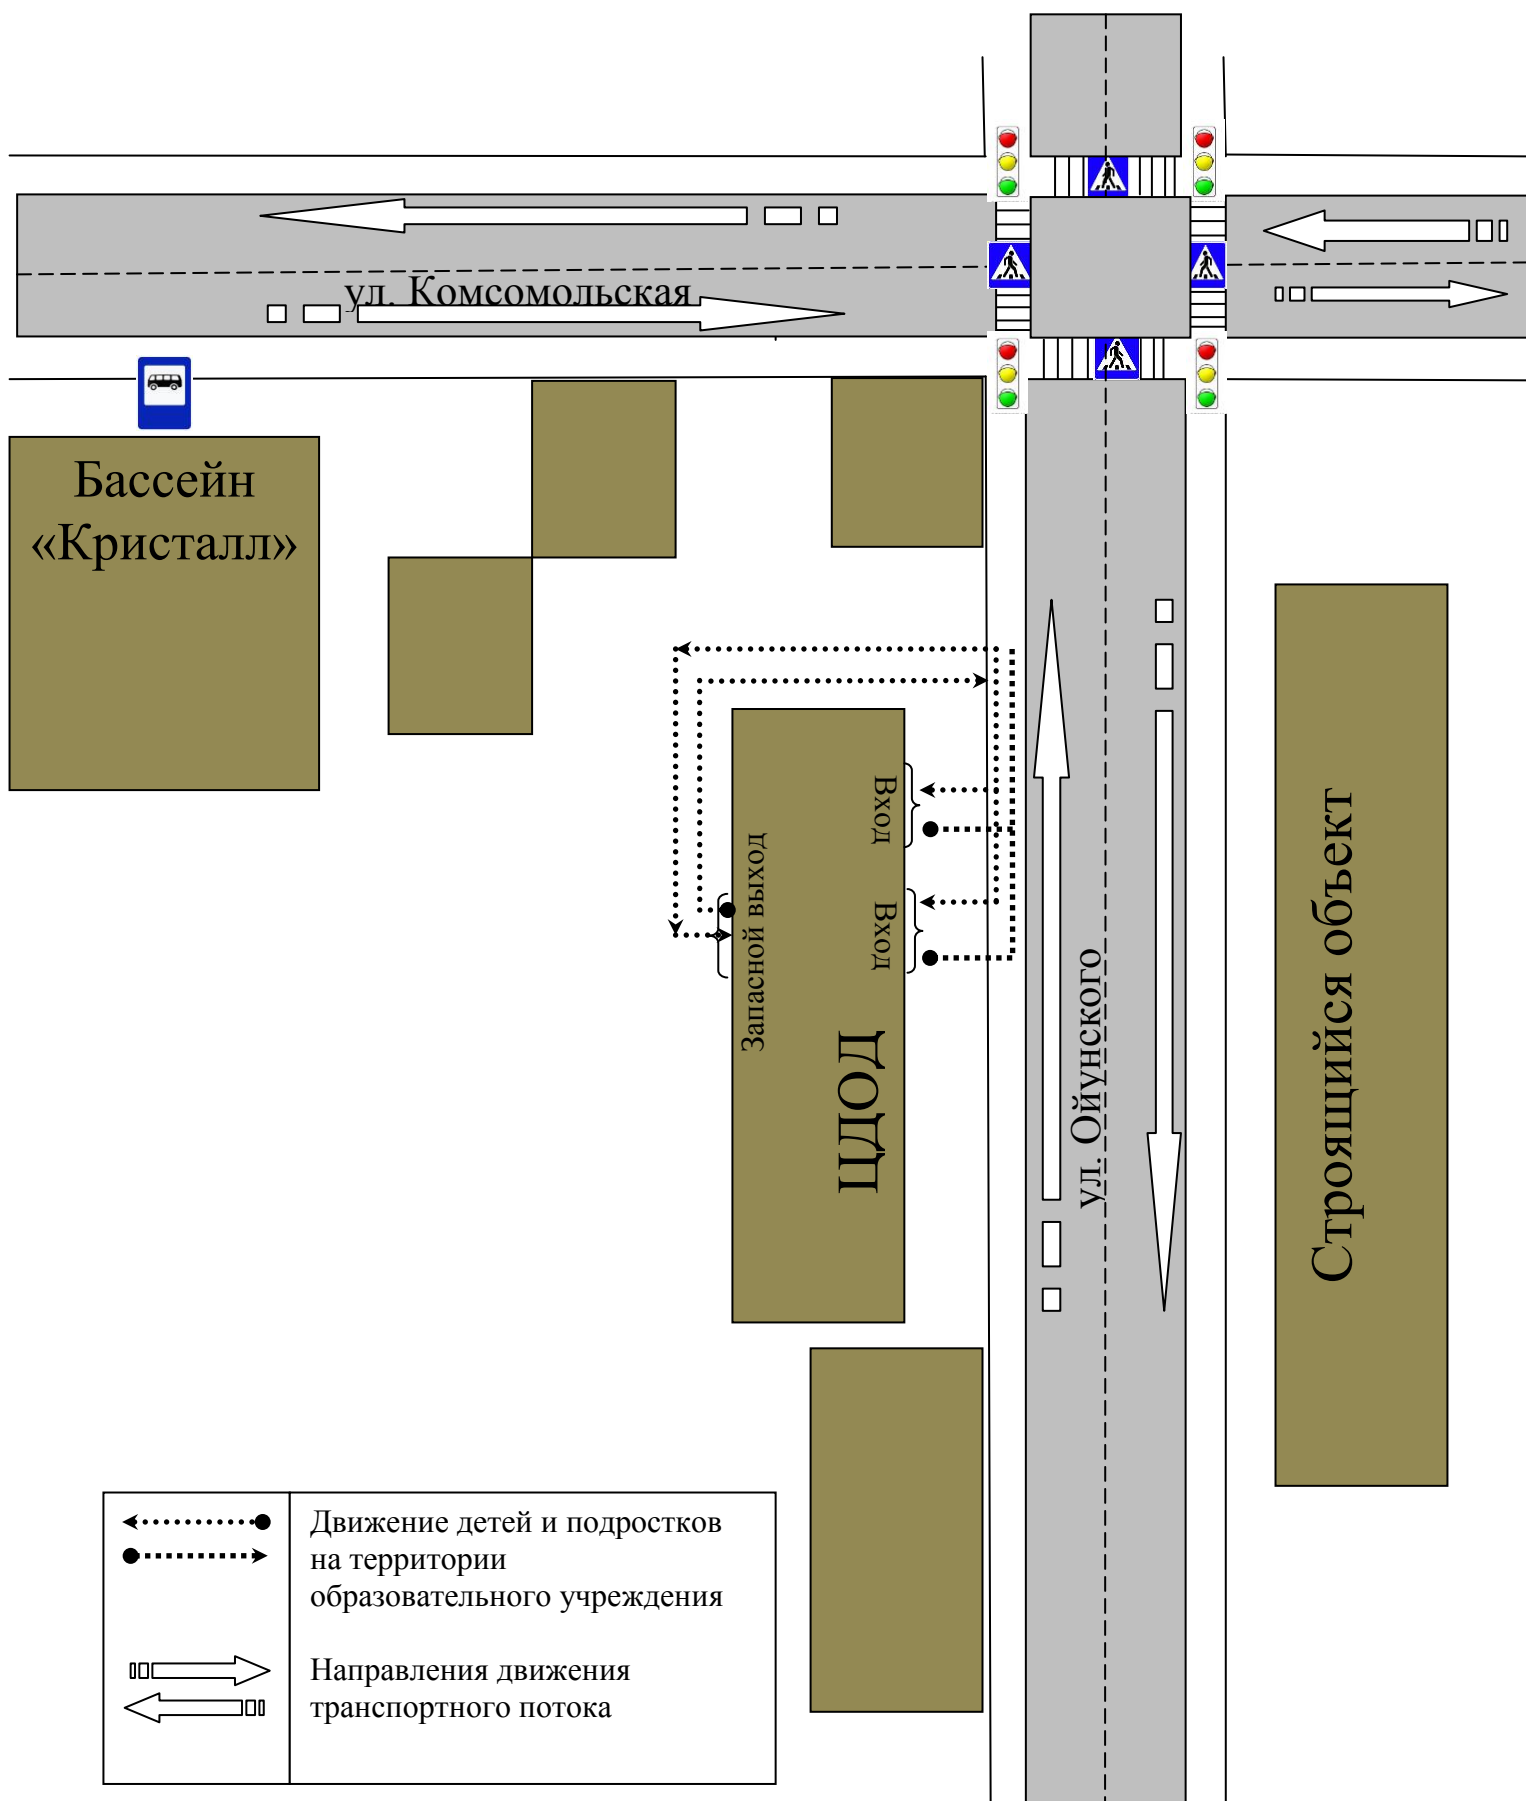 ул. Комсомольская
Бассейн
«Кристалл»
Вход
Вход
Запасной выход
ЦДОД
ул. Ойунского
Строящийся объект
Движение детей и подростков
на территории
образовательного учреждения
Направления движения
транспортного потока